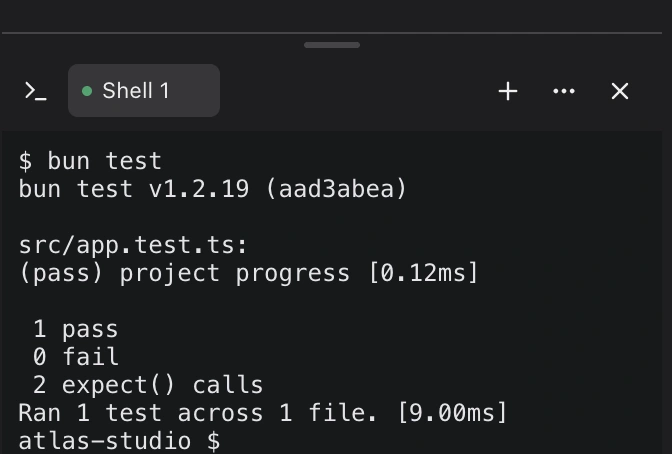 Shell 1
$ bun test
bun test v1.2.19 (aad3abea)
src/app.test.ts:
(pass) project progress [0.12ms]
1 pass
0 fail
2 expect() calls
Ran 1 test across 1 file. [9.00ms]
atlas-studio $